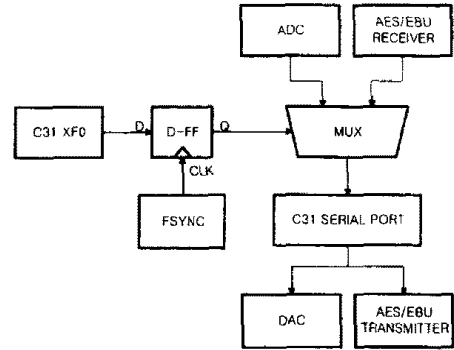 ADC
AES/EBU
RECEIVER
C31 XF0
D
D-FF
Q
MUX
CLK
FSYNC
C31 SERIAL PORT
DAC
AES/EBU
TRANSMITTER